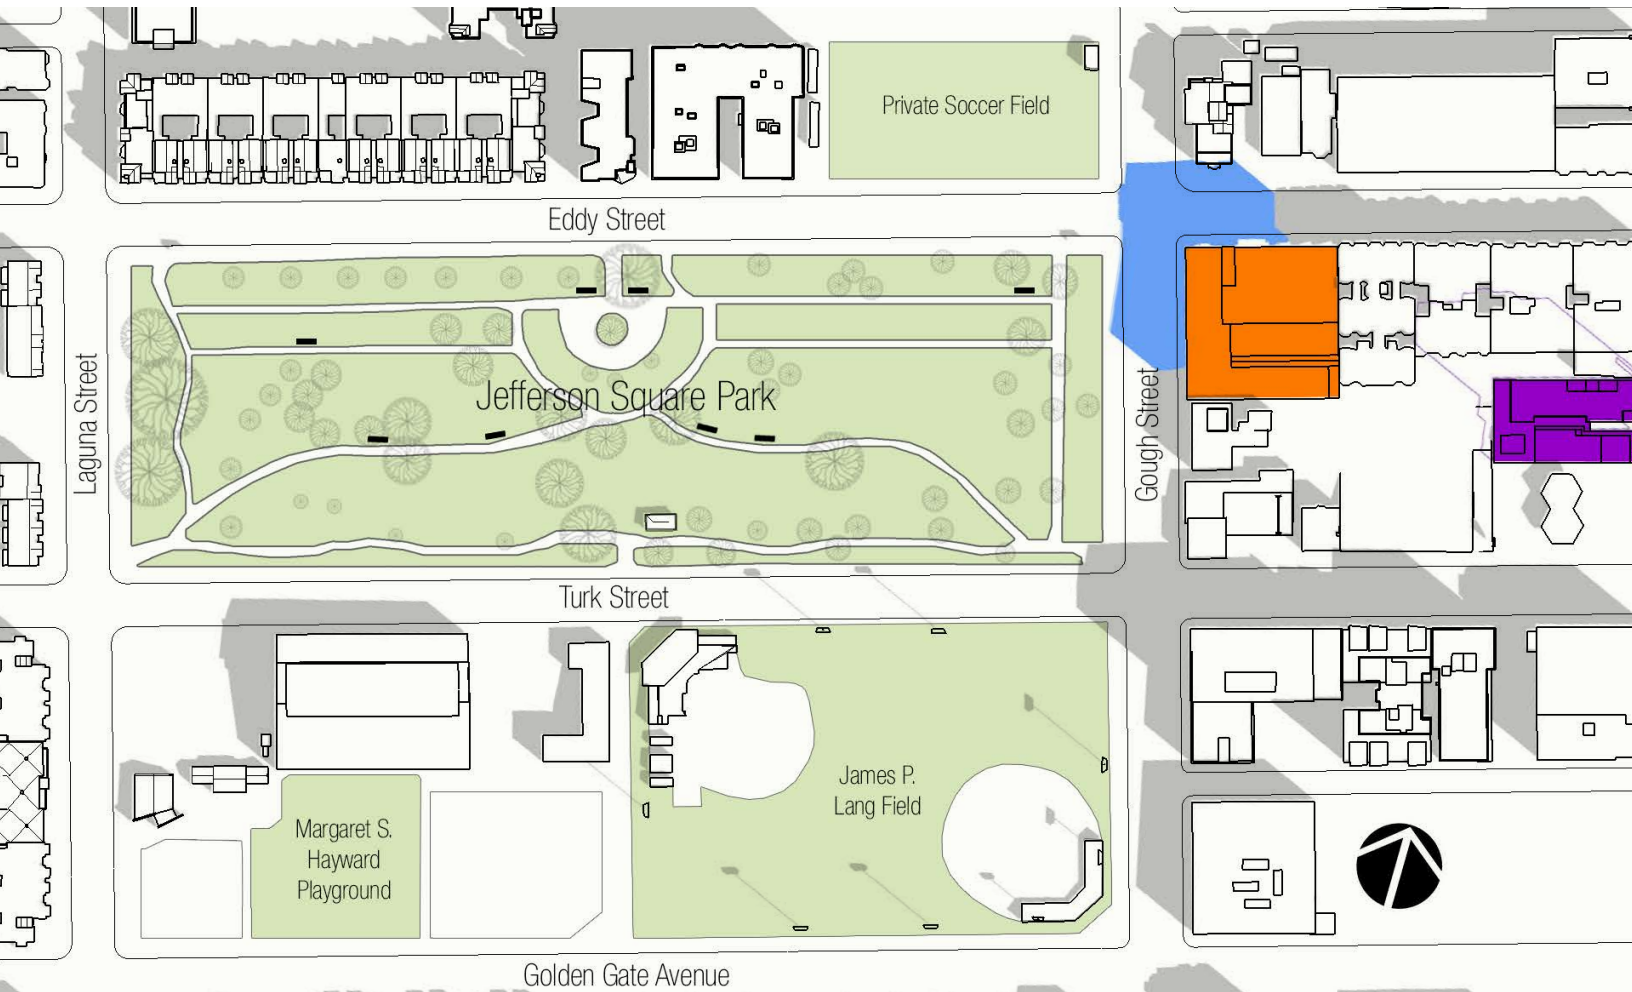 Private Soccer Field
Eddy Street
Jefferson Square Park
Laguna Street
Gough Street
Turk Street
James P.
Lang Field
Margaret S.
Hayward
Playground
Golden Gate Avenue